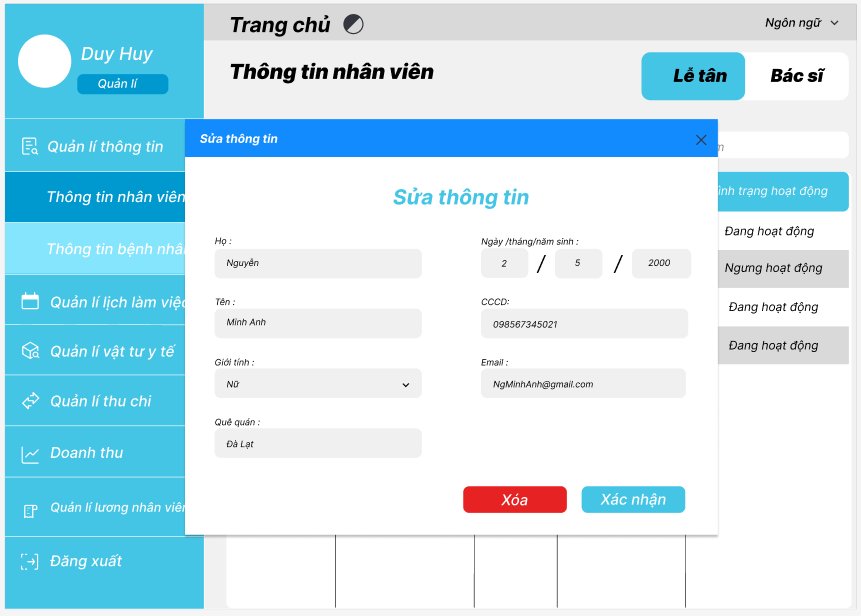 Duy Huy
Quản lí
Trang chủ
Ngôn ngữ
Thông tin nhân viên
Lễ tân
Bác sĩ
Quản lí thông tin
Thông tin nhân viên
Thông tin bệnh nhân
Quản lí lịch làm việc
Quản lí vật tư y tế
Quản lí thu chi
Doanh thu
Quản lí lương nhân viên
Đăng xuất
Sửa thông tin
Sửa thông tin
Họ :
Nguyễn
Ngày /tháng/năm sinh :
2 / 5 / 2000
Tên :
Minh Anh
CCCD:
098567345021
Giới tính :
Nữ
Email :
NgMinhAnh@gmail.com
Quê quán :
Đà Lạt
Xóa
Xác nhận
ình trạng hoạt động
Đang hoạt động
Ngưng hoạt động
Đang hoạt động
Đang hoạt động